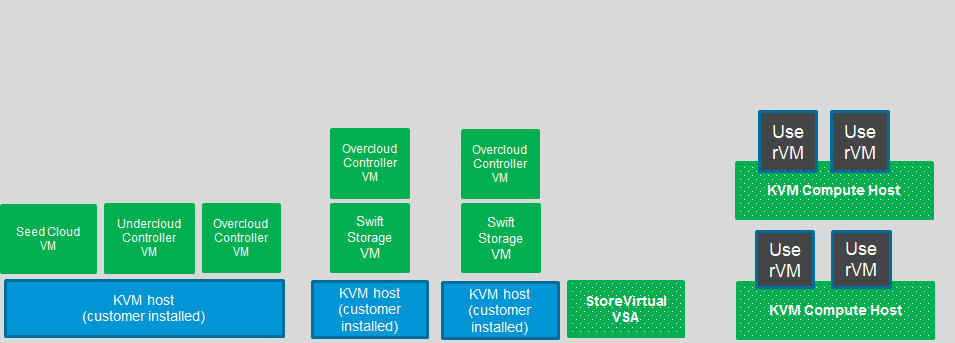 Seed Cloud
VM
Undercloud
Controller
VM
Overcloud
Controller
VM
KVM host
(customer installed)
Overcloud
Controller
VM
Swift
Storage
VM
KVM host
(customer
installed)
Overcloud
Controller
VM
Swift
Storage
VM
KVM host
(customer
installed)
StoreVirtual
VSA
Use
rVM
Use
rVM
KVM Compute Host
Use
rVM
Use
rVM
KVM Compute Host